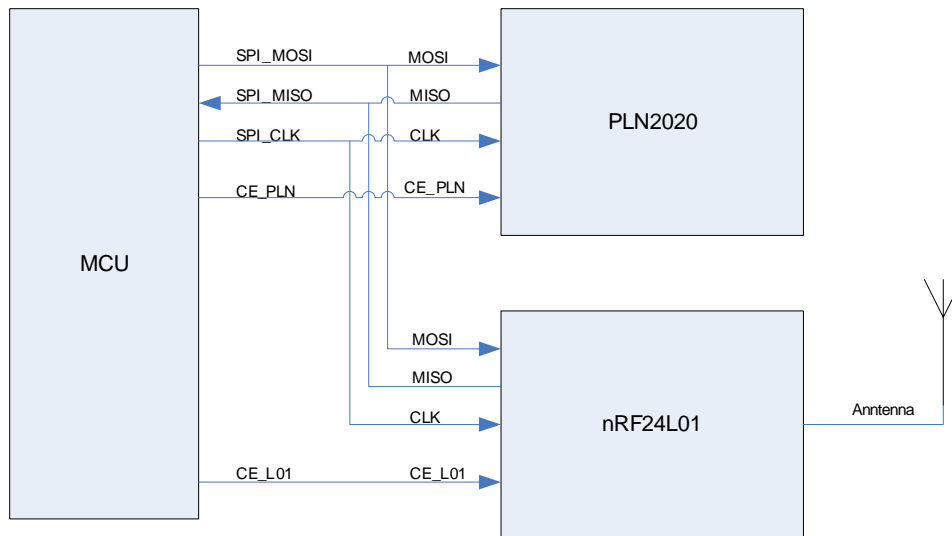 SPI_MOSI MOSI
SPI_MISO MISO
PLN2020
SPI_CLK CLK
CE_PLN CE_PLN
MCU
MOSI
MISO
CLK
nRF24L01
Anntenna
CE_L01 CE_L01